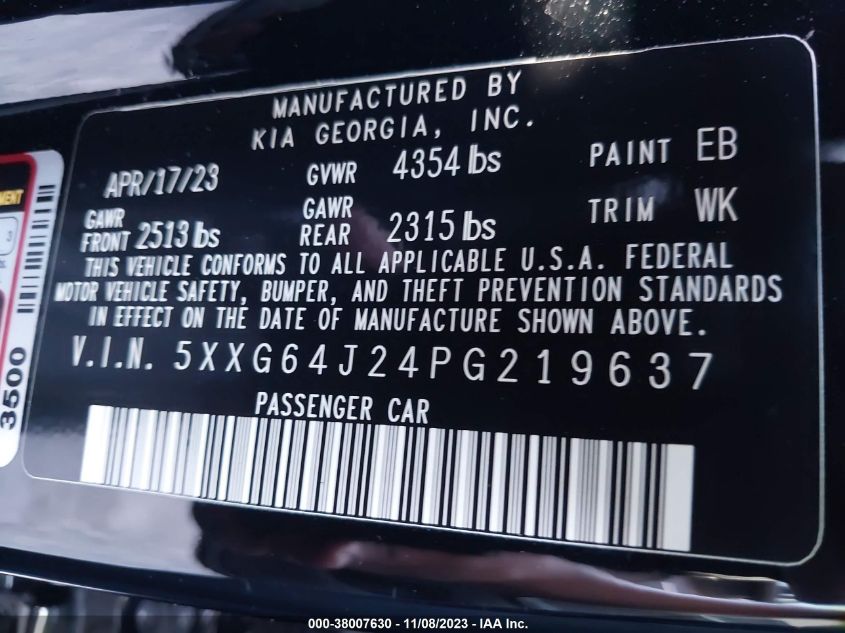 MANUFACTURED BY
KIA GEORGIA, INC.
APR/17/23 GVWR 4354 lbs PAINT EB
GAWR FRONT 2513 lbs GAWR REAR 2315 lbs TRIM WK
THIS VEHICLE CONFORMS TO ALL APPLICABLE U.S.A. FEDERAL
MOTOR VEHICLE SAFETY, BUMPER, AND THEFT PREVENTION STANDARDS
IN EFFECT ON THE DATE OF MANUFACTURE SHOWN ABOVE.
V.I.N. 5XXG64J24PG219637
PASSENGER CAR
3500
000-38007630 - 11/08/2023 - IAA Inc.